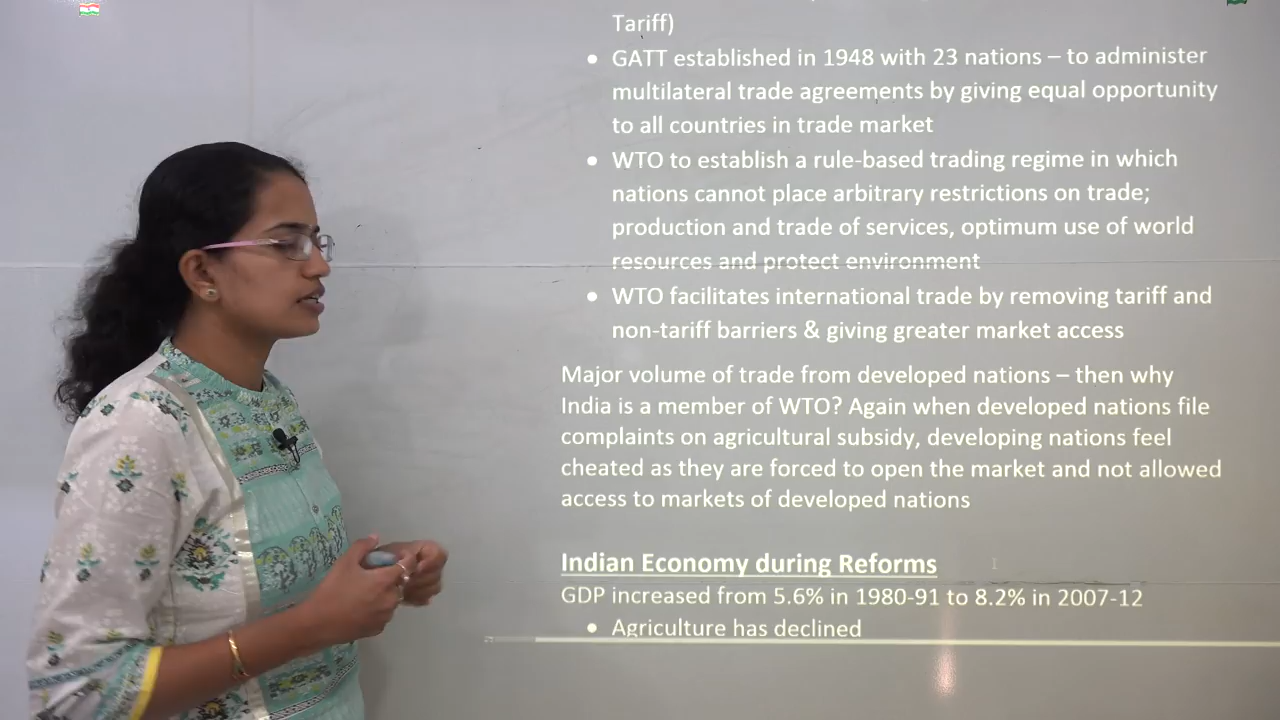 Tariff)
• GATT established in 1948 with 23 nations – to administer
multilateral trade agreements by giving equal opportunity
to all countries in trade market
• WTO to establish a rule-based trading regime in which
nations cannot place arbitrary restrictions on trade;
production and trade of services, optimum use of world
resources and protect environment
• WTO facilitates international trade by removing tariff and
non-tariff barriers & giving greater market access
Major volume of trade from developed nations – then why
India is a member of WTO? Again when developed nations file
complaints on agricultural subsidy, developing nations feel
cheated as they are forced to open the market and not allowed
access to markets of developed nations
Indian Economy during Reforms
GDP increased from 5.6% in 1980-91 to 8.2% in 2007-12
• Agriculture has declined